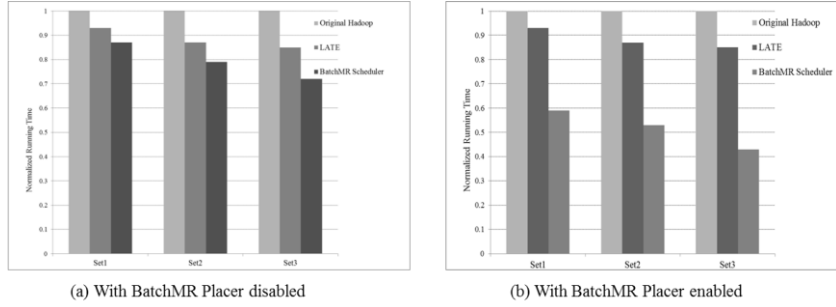 1
0.9
0.8
0.7
0.6
0.5
0.4
0.3
0.2
0.1
0
Normalized Running Time
Original Hadoop
LATE
BatchMR Scheduler
Set1 Set2 Set3
(a) With BatchMR Placer disabled
1
0.9
0.8
0.7
0.6
0.5
0.4
0.3
0.2
0.1
0
Normalized Running Time
Original Hadoop
LATE
BatchMR Scheduler
Set1 Set2 Set3
(b) With BatchMR Placer enabled